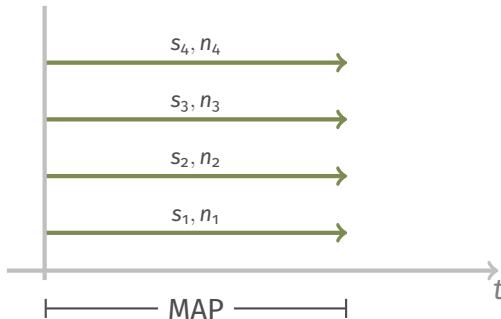 s₄, n₄
s₃, n₃
s₂, n₂
s₁, n₁
t
MAP